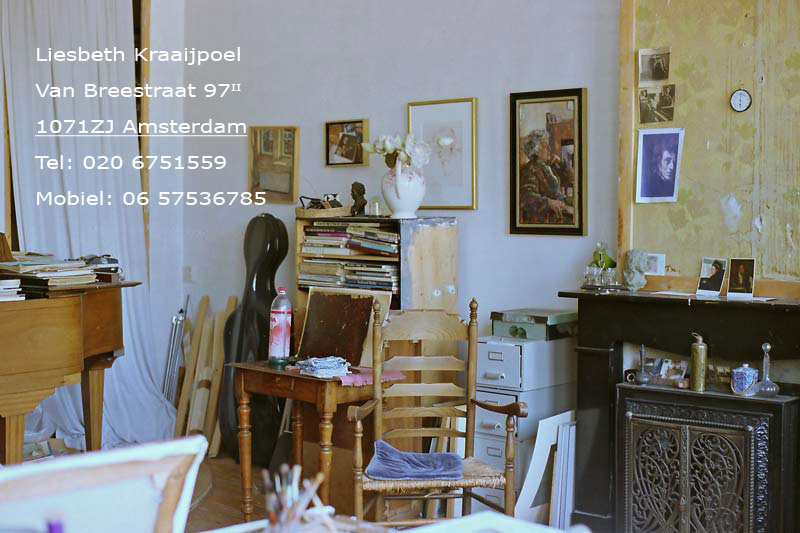 Liesbeth Kraaijpoel
Van Breestraat 97II
1071ZJ Amsterdam
Tel: 020 6751559
Mobiel: 06 57536785